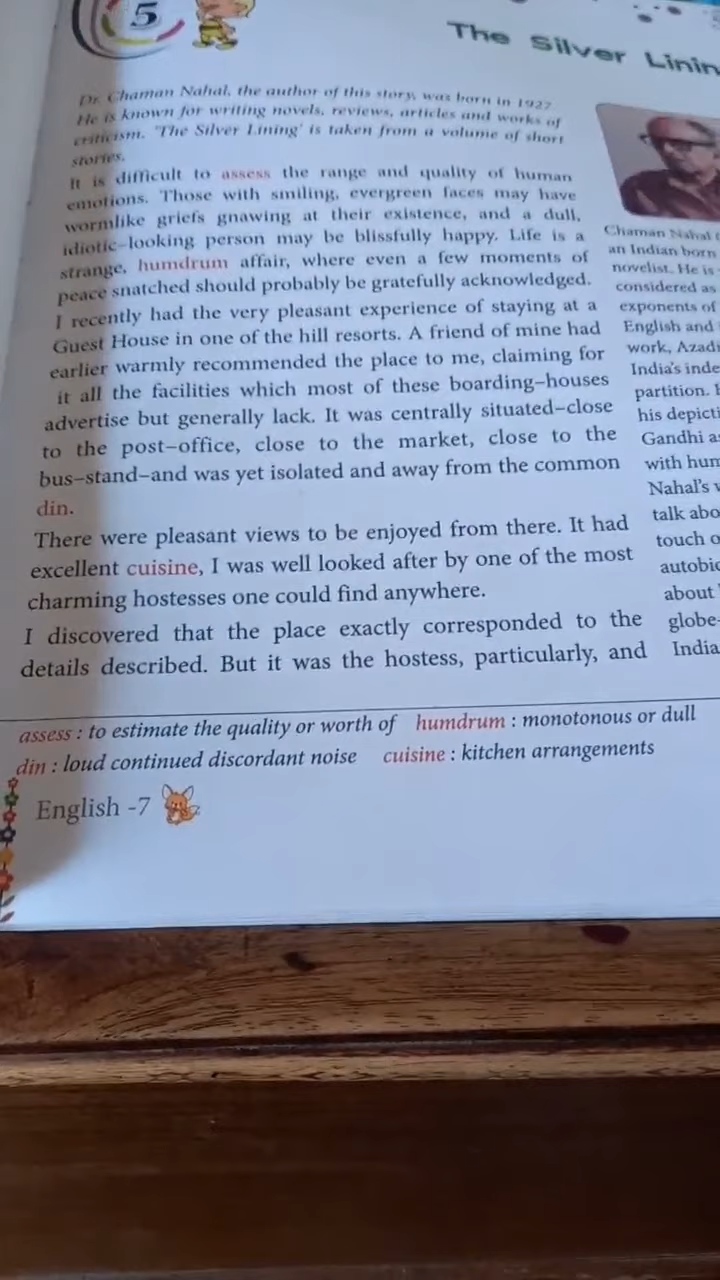 5
The Silver Linin
Dr. Chaman Nahal, the author of this story, was born in 1927.
He is known for writing novels, reviews, articles and works of
criticism. 'The Silver Lining' is taken from a volume of short
stories.
It is difficult to assess the range and quality of human
emotions. Those with smiling, evergreen faces may have
wormlike griefs gnawing at their existence, and a dull,
idiotic-looking person may be blissfully happy. Life is a
strange, humdrum affair, where even a few moments of
peace snatched should probably be gratefully acknowledged.
I recently had the very pleasant experience of staying at a
Guest House in one of the hill resorts. A friend of mine had
earlier warmly recommended the place to me, claiming for
it all the facilities which most of these boarding-houses
advertise but generally lack. It was centrally situated-close
to the post-office, close to the market, close to the
bus-stand-and was yet isolated and away from the common
din.
There were pleasant views to be enjoyed from there. It had
excellent cuisine, I was well looked after by one of the most
charming hostesses one could find anywhere.
I discovered that the place exactly corresponded to the
details described. But it was the hostess, particularly, and
Chaman Nahal
an Indian born
novelist. He is
considered as
exponents of
English and
work, Azad
India's inde
partition.
his depicti
Gandhi a
with hum
Nahal's
talk abo
touch o
autobio
about
globe-
India
assess : to estimate the quality or worth of humdrum : monotonous or dull
din : loud continued discordant noise cuisine : kitchen arrangements
English -7